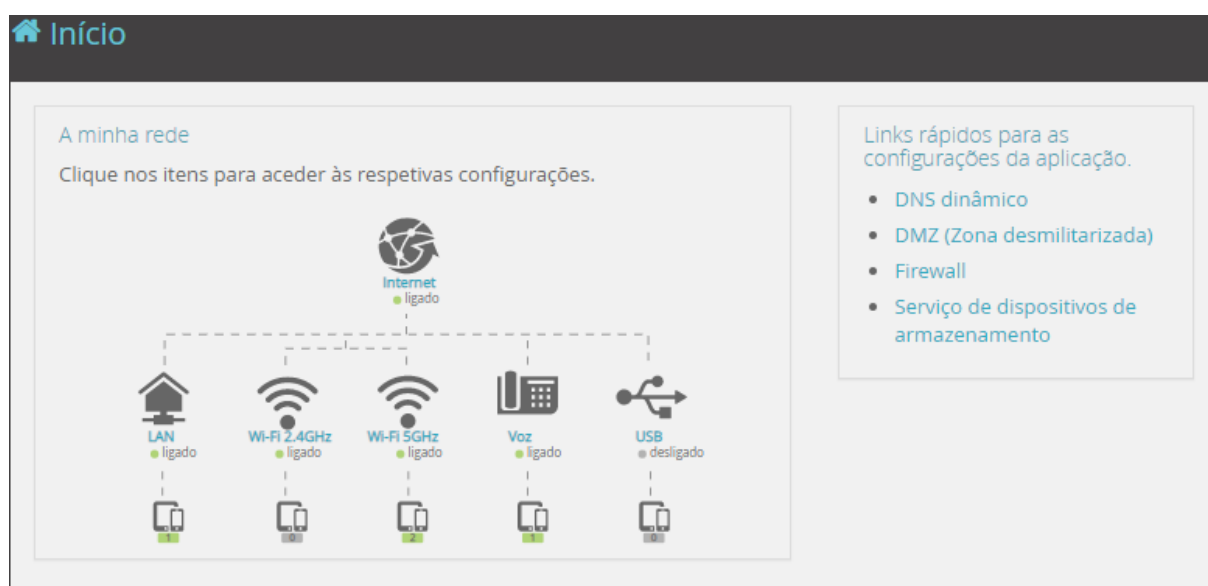 Início
A minha rede
Clique nos itens para aceder às respetivas configurações.
Internet
ligado
LAN
ligado
Wi-Fi 2.4GHz
ligado
Wi-Fi 5GHz
ligado
Voz
ligado
USB
desligado
1
0
2
1
0
Links rápidos para as
configurações da aplicação.
DNS dinâmico
DMZ (Zona desmilitarizada)
Firewall
Serviço de dispositivos de
armazenamento